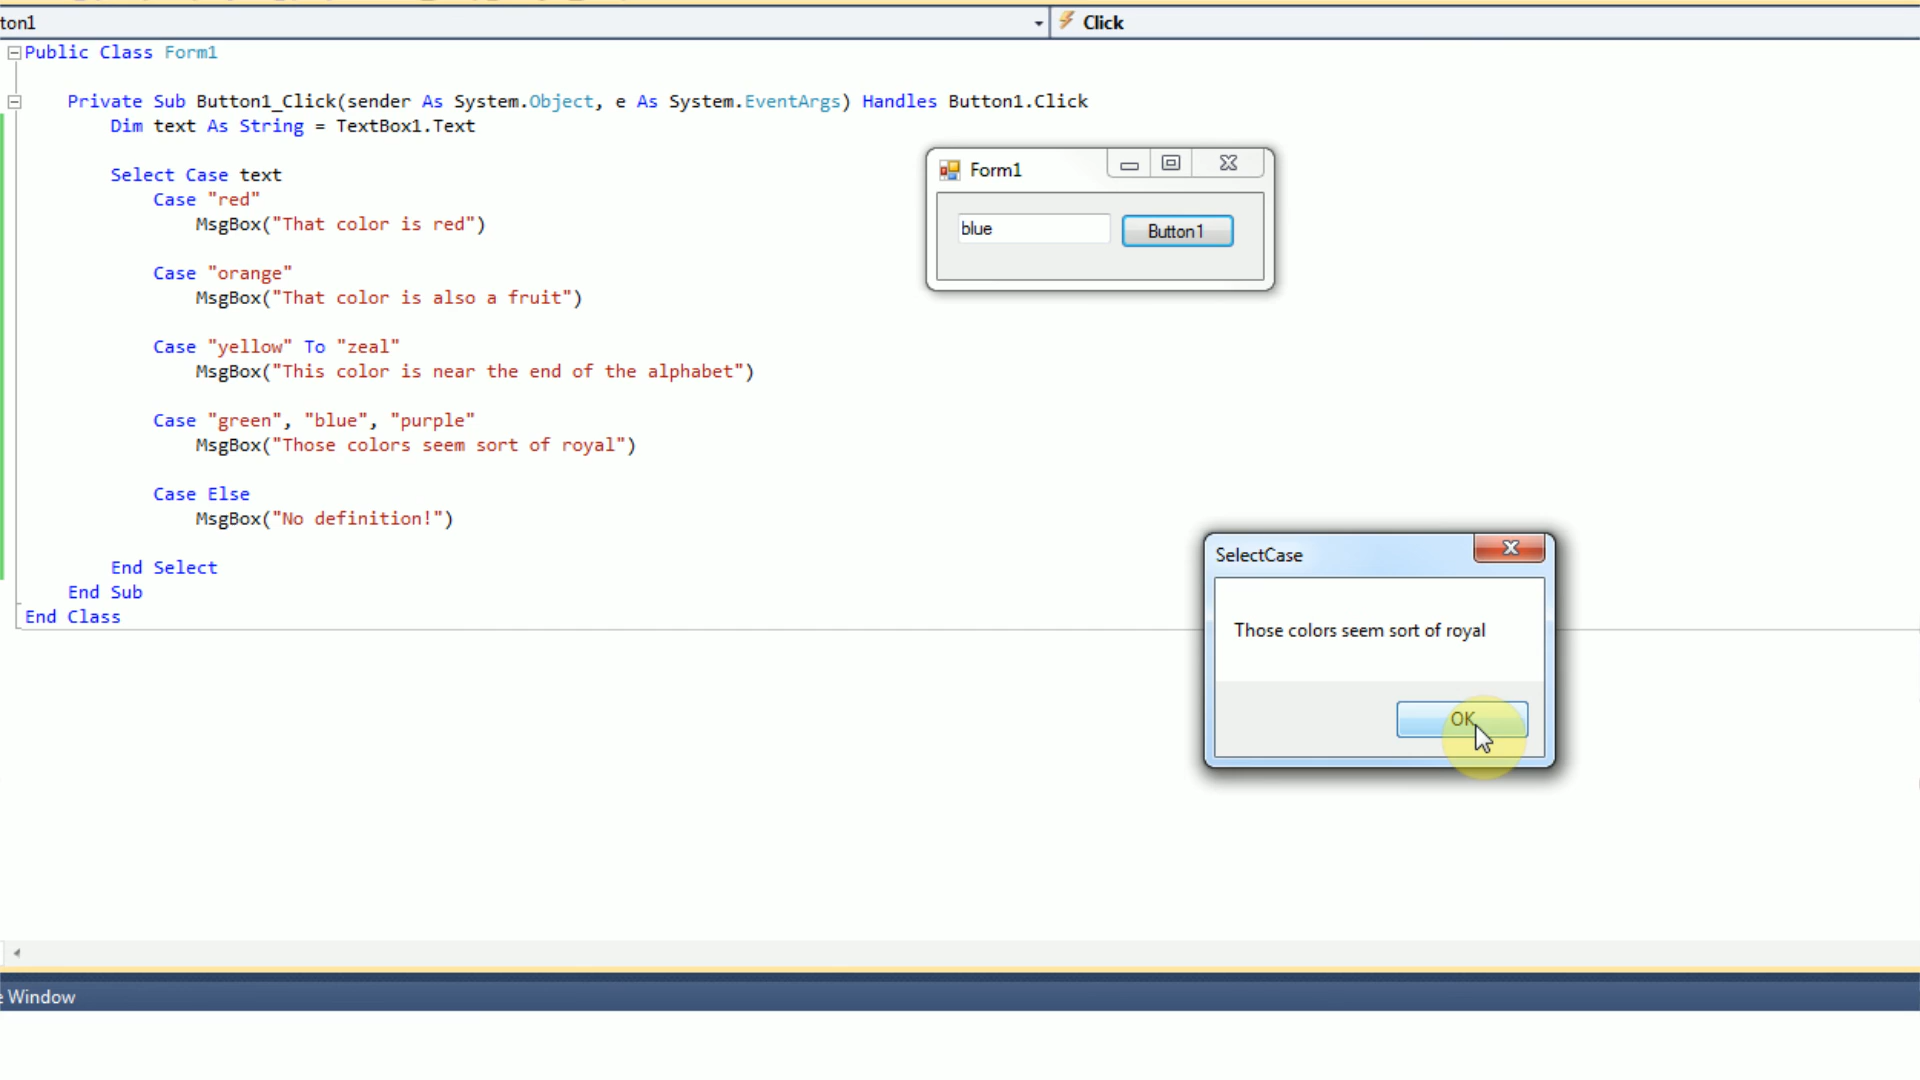 ton1
Click
Public Class Form1
Private Sub Button1_Click(sender As System.Object, e As System.EventArgs) Handles Button1.Click
Dim text As String = TextBox1.Text
Select Case text
Case "red"
MsgBox("That color is red")
Case "orange"
MsgBox("That color is also a fruit")
Case "yellow" To "zeal"
MsgBox("This color is near the end of the alphabet")
Case "green", "blue", "purple"
MsgBox("Those colors seem sort of royal")
Case Else
MsgBox("No definition!")
End Select
End Sub
End Class
Form1
blue
Button1
SelectCase
Those colors seem sort of royal
OK
Window